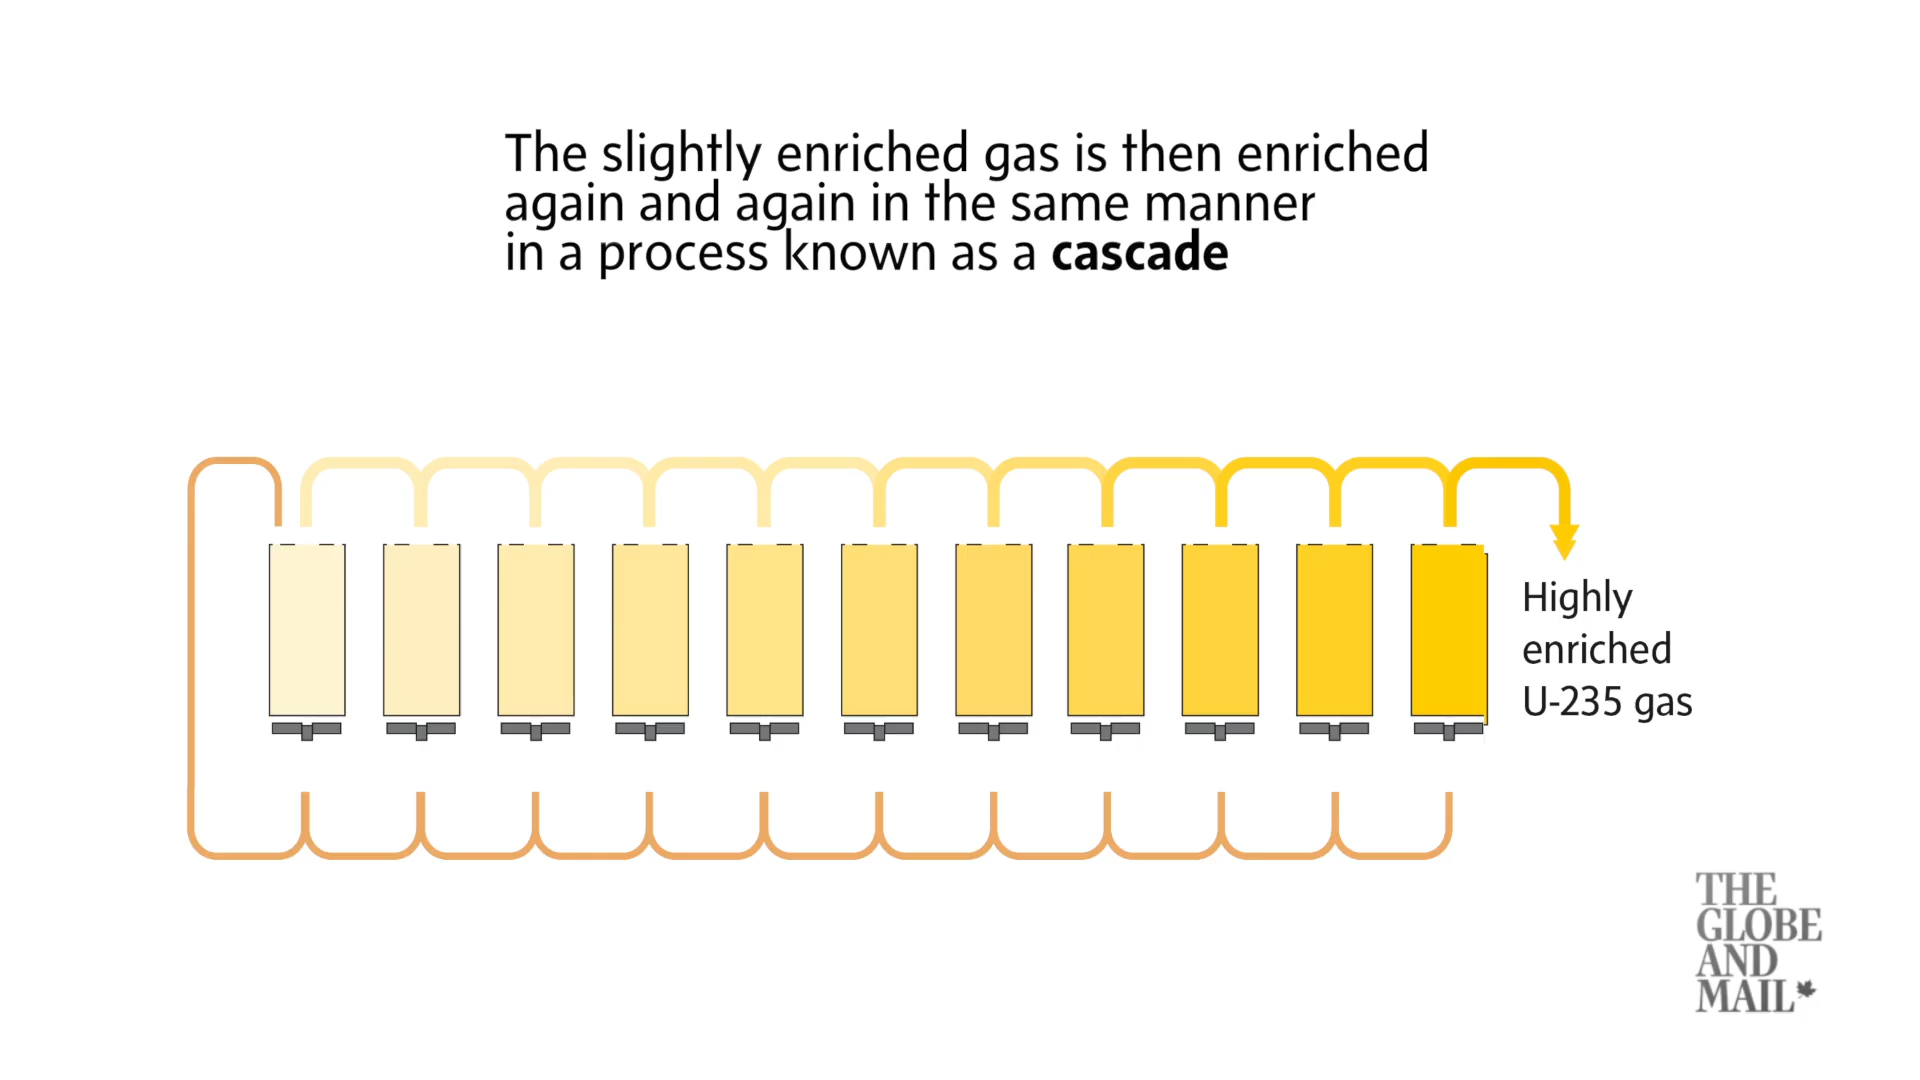 The slightly enriched gas is then enriched
again and again in the same manner
in a process known as a cascade
Highly
enriched
U-235 gas
THE
GLOBE
AND
MAIL